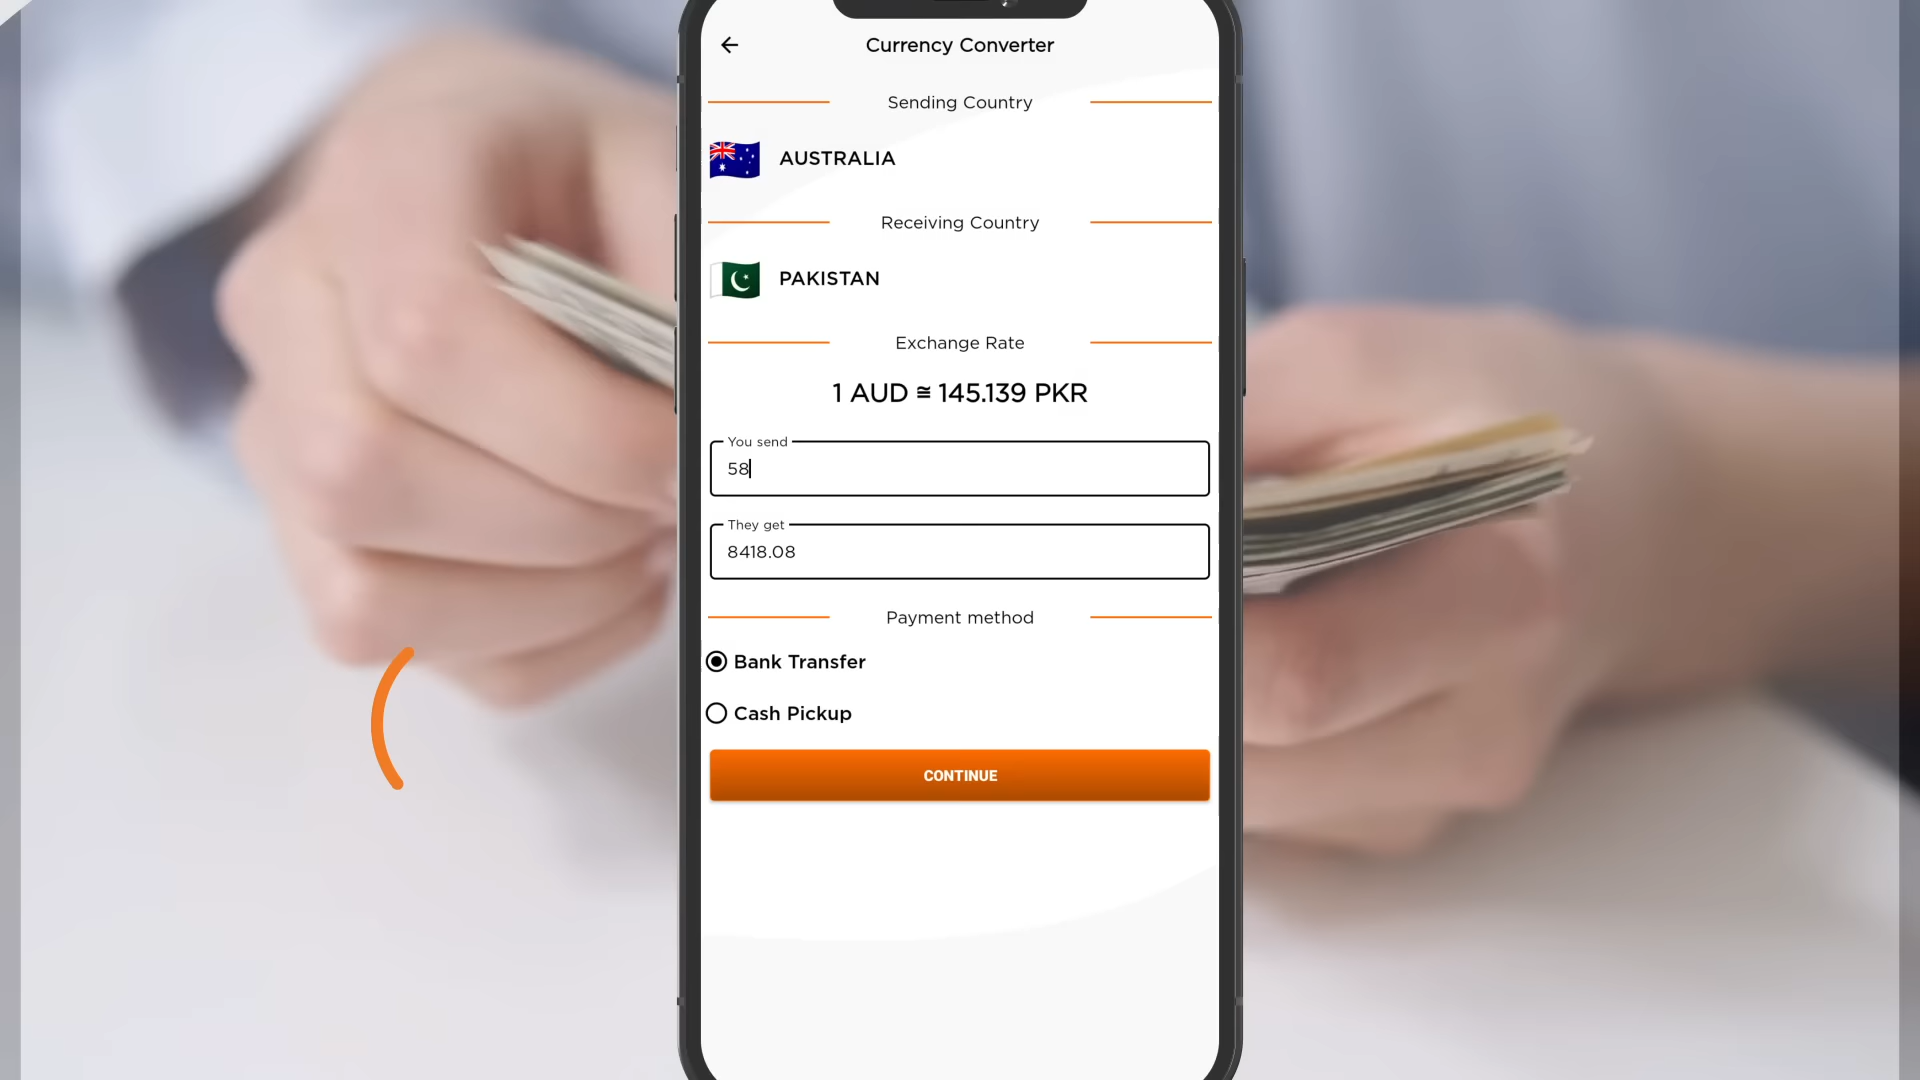 Currency Converter
Sending Country
AUSTRALIA
Receiving Country
PAKISTAN
Exchange Rate
1 AUD ≅ 145.139 PKR
You send
58
They get
8418.08
Payment method
Bank Transfer
Cash Pickup
CONTINUE